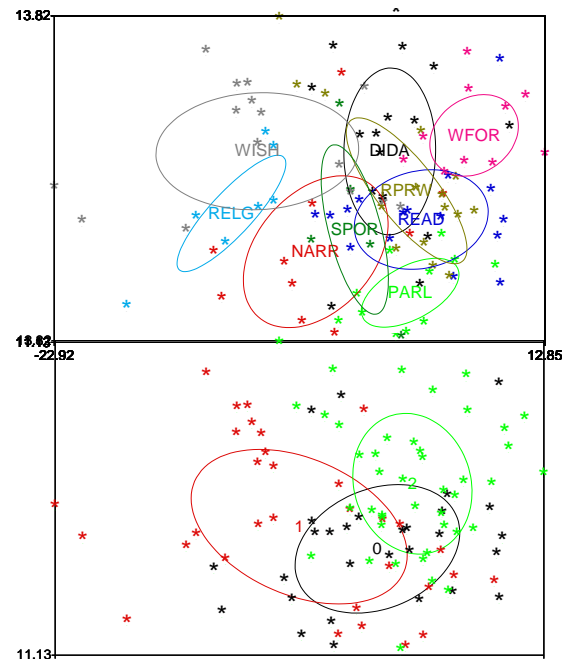 13.82
WISH
DIDA
WFOR
RPRW
RELG
READ
SPOR
NARR
PARL
-22.92
12.85
2
1
0
11.13